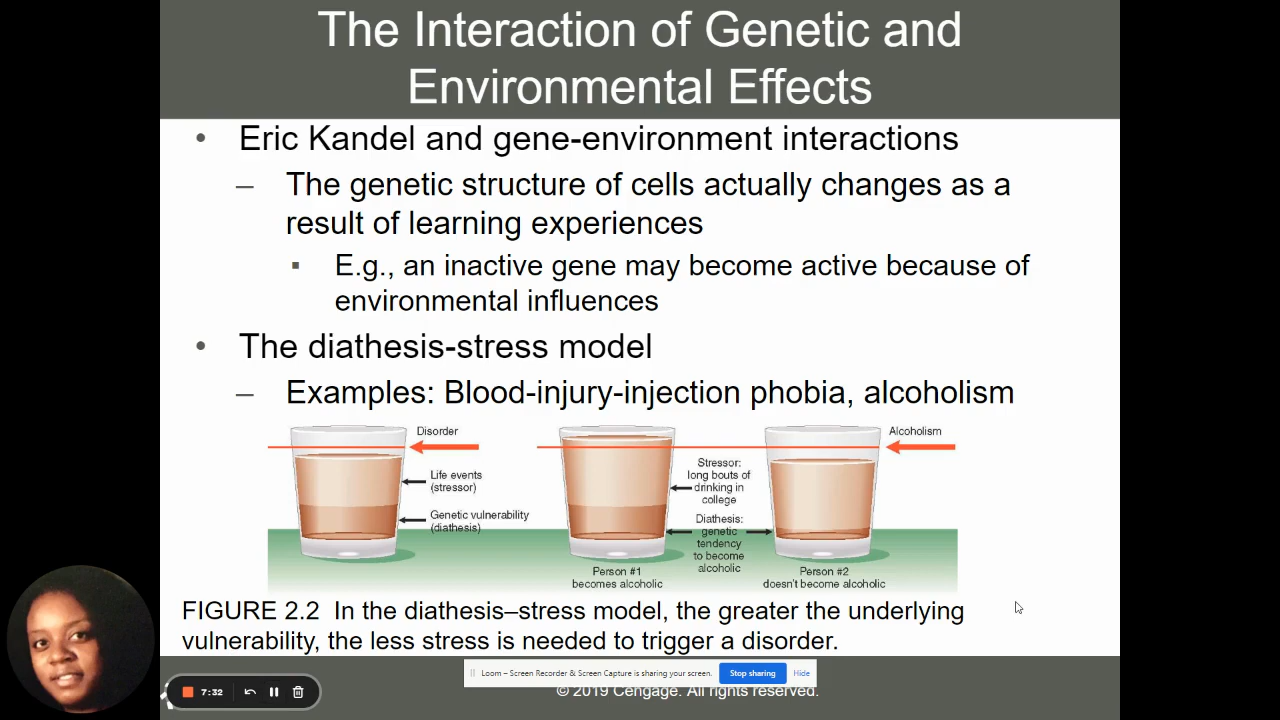 The Interaction of Genetic and
Environmental Effects
• Eric Kandel and gene-environment interactions
– The genetic structure of cells actually changes as a
result of learning experiences
▪ E.g., an inactive gene may become active because of
environmental influences
• The diathesis-stress model
– Examples: Blood-injury-injection phobia, alcoholism
Disorder
Life events
(stressor)
Genetic vulnerability
(diathesis)
Stressor:
long bouts of
drinking in
college
Diathesis:
genetic
tendency
to become
alcoholic
Alcoholism
Person #1
becomes alcoholic
Person #2
doesn't become alcoholic
FIGURE 2.2 In the diathesis–stress model, the greater the underlying
vulnerability, the less stress is needed to trigger a disorder.
Loom – Screen Recorder & Screen Capture is sharing your screen.
Stop sharing
Hide
© 2019 Cengage. All rights reserved.
7:32